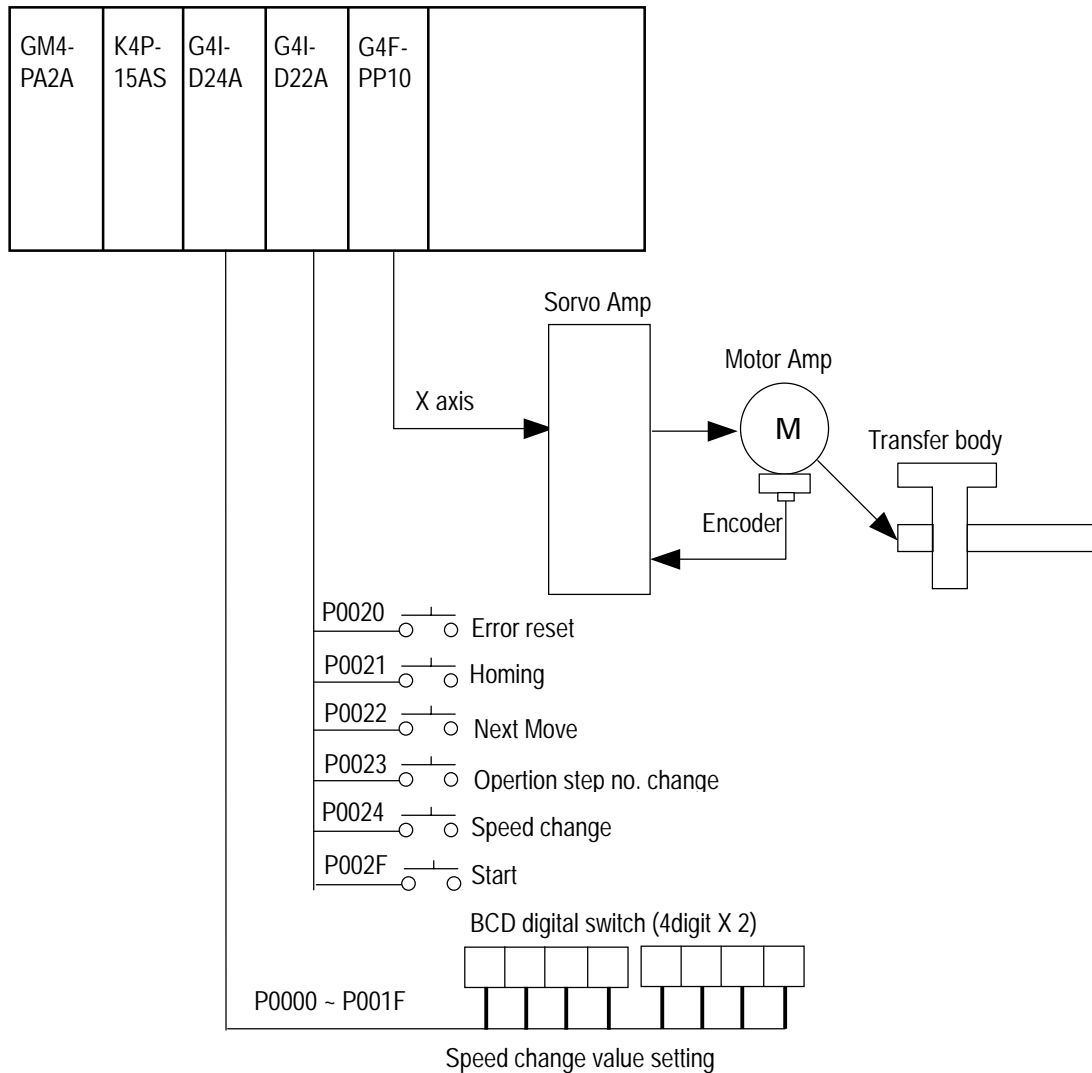 GM4-
PA2A
K4P-
15AS
G4I-
D24A
G4I-
D22A
G4F-
PP10
Sorvo Amp
Motor Amp
X axis
M
Transfer body
Encoder
P0020
Error reset
P0021
Homing
P0022
Next Move
P0023
Opertion step no. change
P0024
Speed change
P002F
Start
BCD digital switch (4digit X 2)
P0000 ~ P001F
Speed change value setting